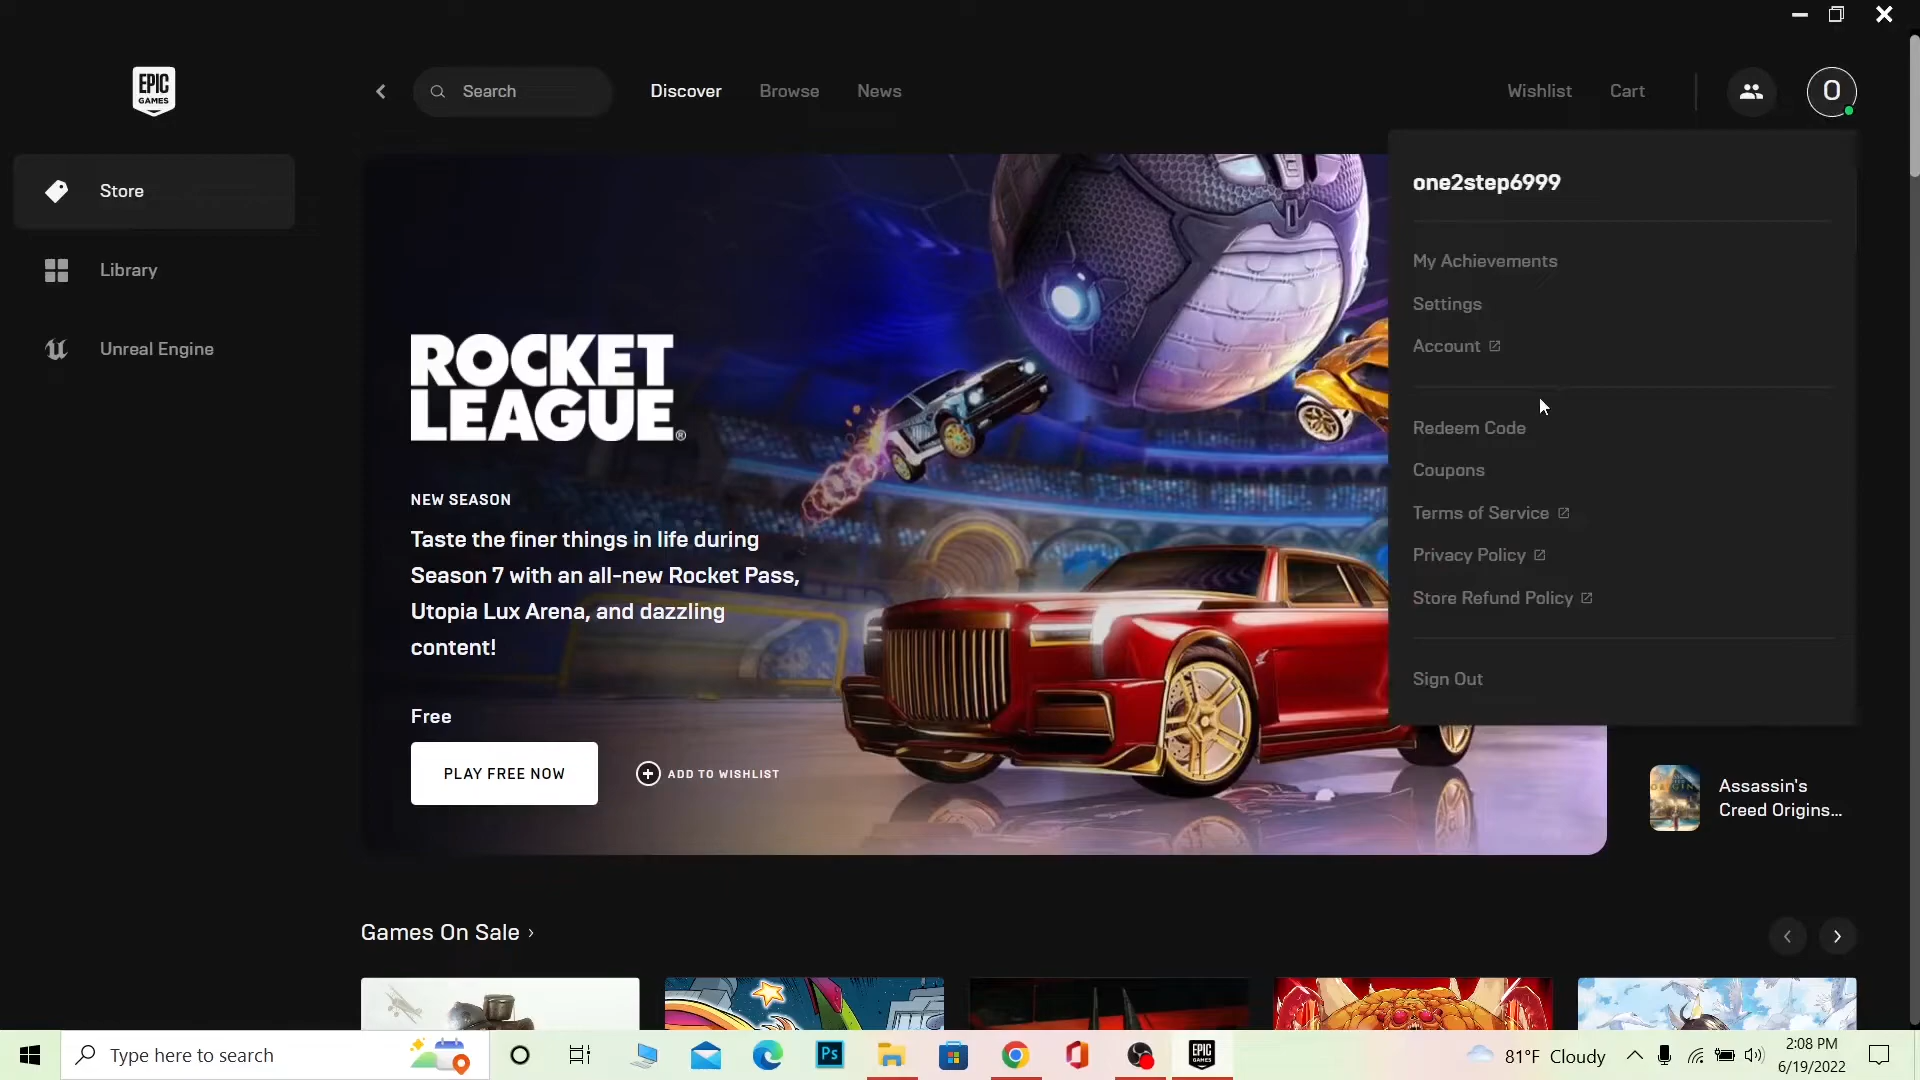 EPIC
GAMES
Search
Discover
Browse
News
Wishlist
Cart
O
Store
Library
Unreal Engine
one2step6999
My Achievements
Settings
Account
Redeem Code
Coupons
Terms of Service
Privacy Policy
Store Refund Policy
Sign Out
ROCKET
LEAGUE®
NEW SEASON
Taste the finer things in life during
Season 7 with an all-new Rocket Pass,
Utopia Lux Arena, and dazzling
content!
Free
PLAY FREE NOW
ADD TO WISHLIST
Assassin's
Creed Origins...
Games On Sale
Type here to search
Ps
EPIC
GAMES
81°F Cloudy
2:08 PM
6/19/2022